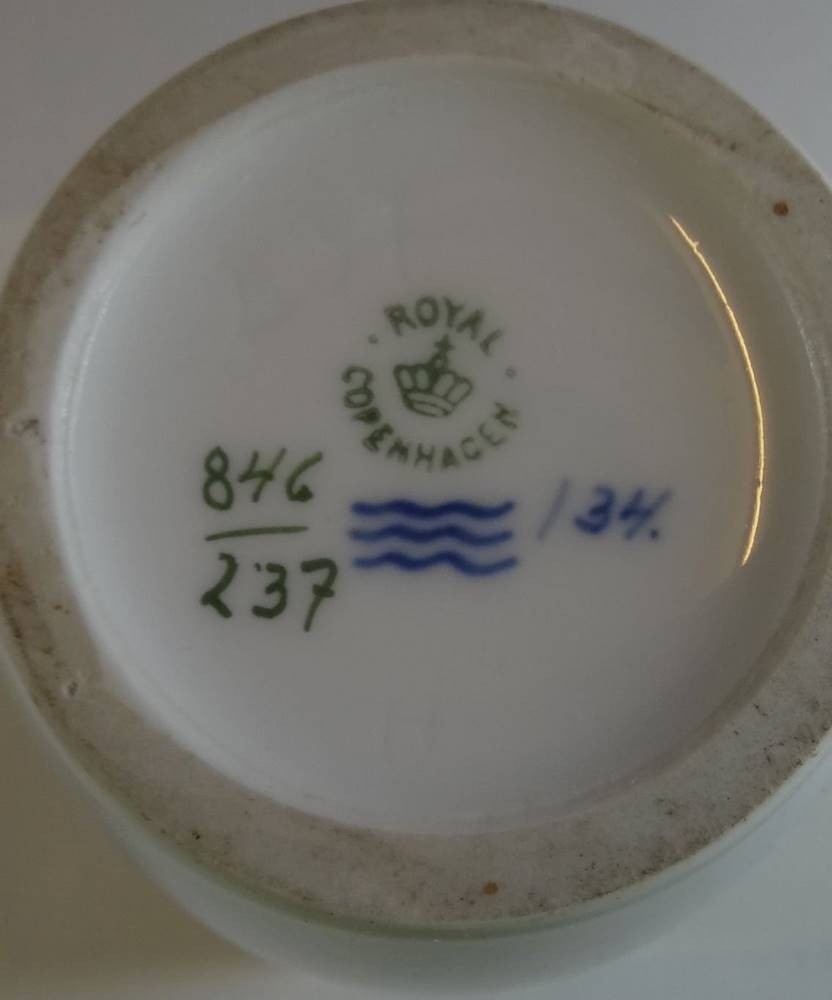 ROYAL
COPENHAGEN
846
237
134.